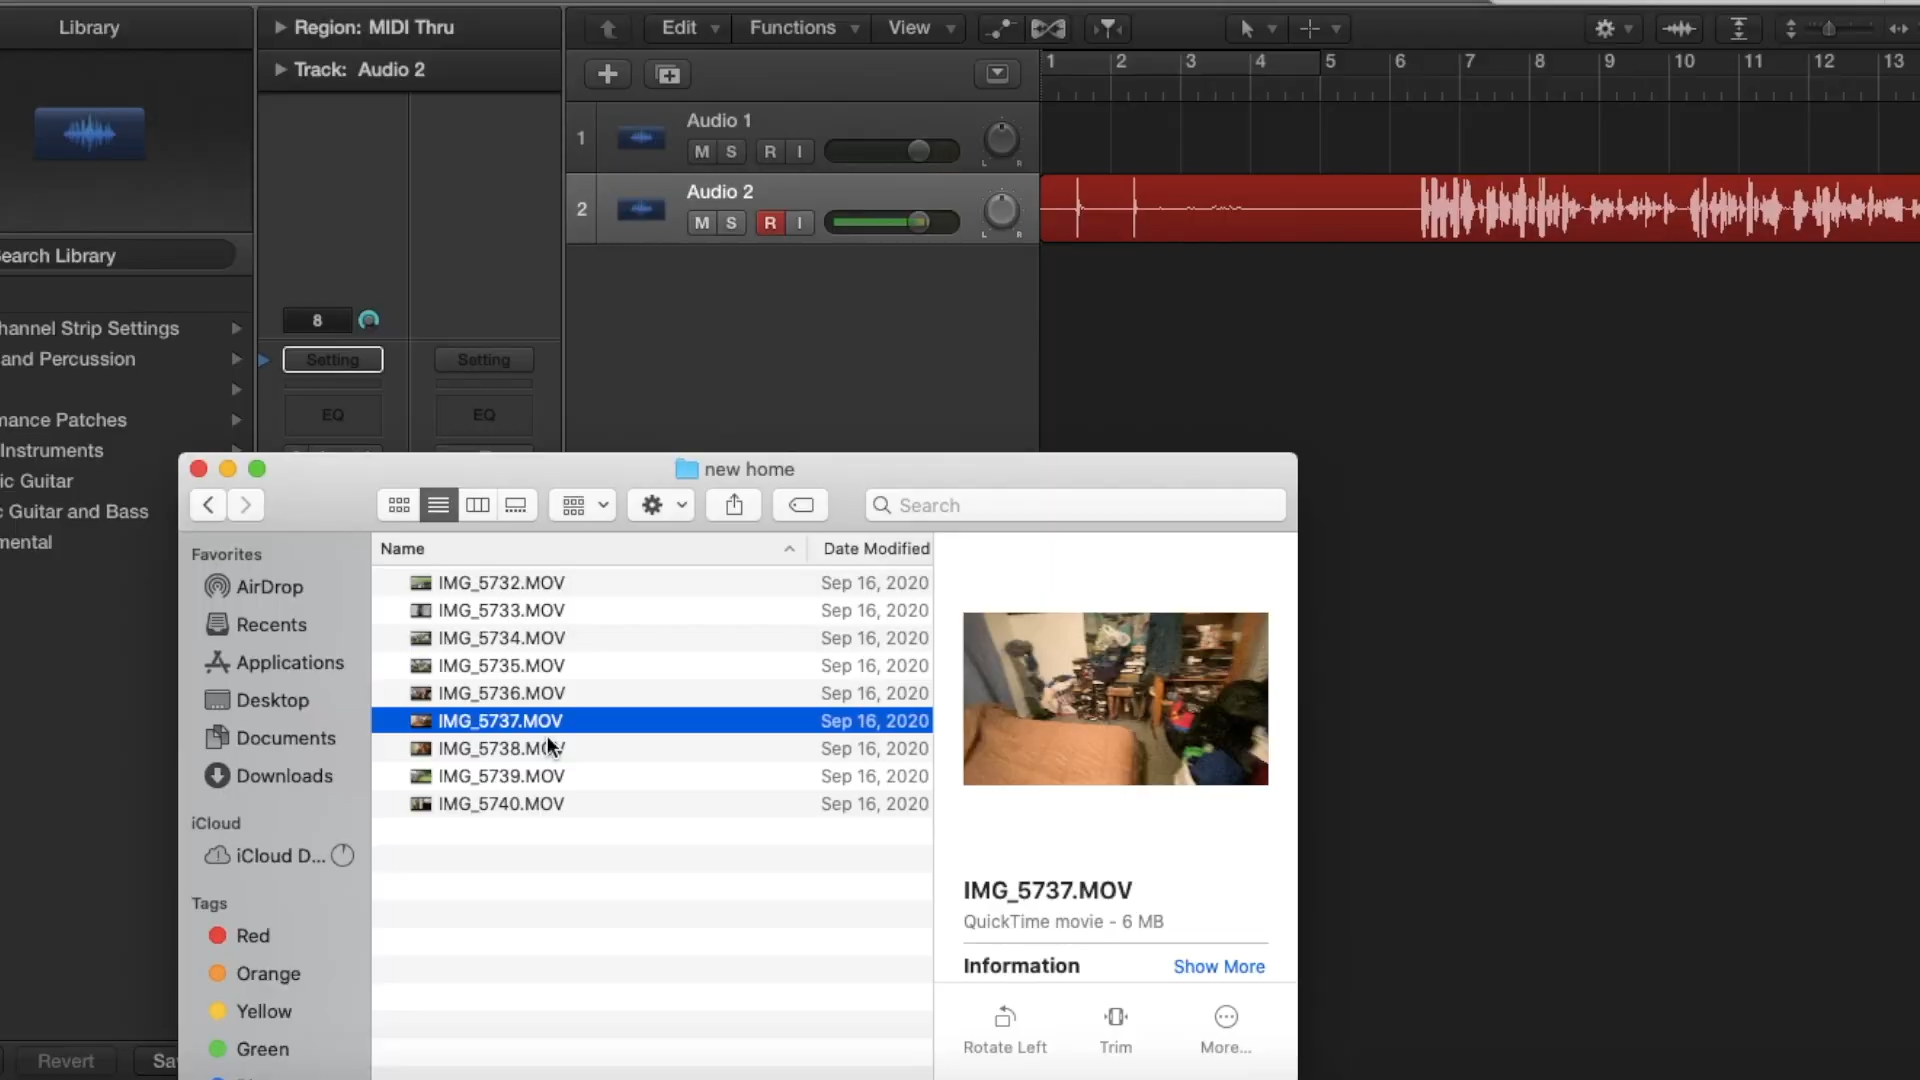 Library
Region: MIDI Thru
Track: Audio 2
Edit
Functions
View
1 2 3 4 5 6 7 8 9 10 11 12 13
1
Audio 1
M S R I
L R
2
Audio 2
M S R I
L R
earch Library
hannel Strip Settings
and Percussion
mance Patches
Instruments
ic Guitar
c Guitar and Bass
mental
8
Setting
Setting
EQ
EQ
new home
Search
Favorites
AirDrop
Recents
Applications
Desktop
Documents
Downloads
iCloud
iCloud D...
Tags
Red
Orange
Yellow
Green
Name
Date Modified
IMG_5732.MOV Sep 16, 2020
IMG_5733.MOV Sep 16, 2020
IMG_5734.MOV Sep 16, 2020
IMG_5735.MOV Sep 16, 2020
IMG_5736.MOV Sep 16, 2020
IMG_5737.MOV Sep 16, 2020
IMG_5738.MOV Sep 16, 2020
IMG_5739.MOV Sep 16, 2020
IMG_5740.MOV Sep 16, 2020
IMG_5737.MOV
QuickTime movie - 6 MB
Information
Show More
Rotate Left
Trim
More...
Revert
Sa